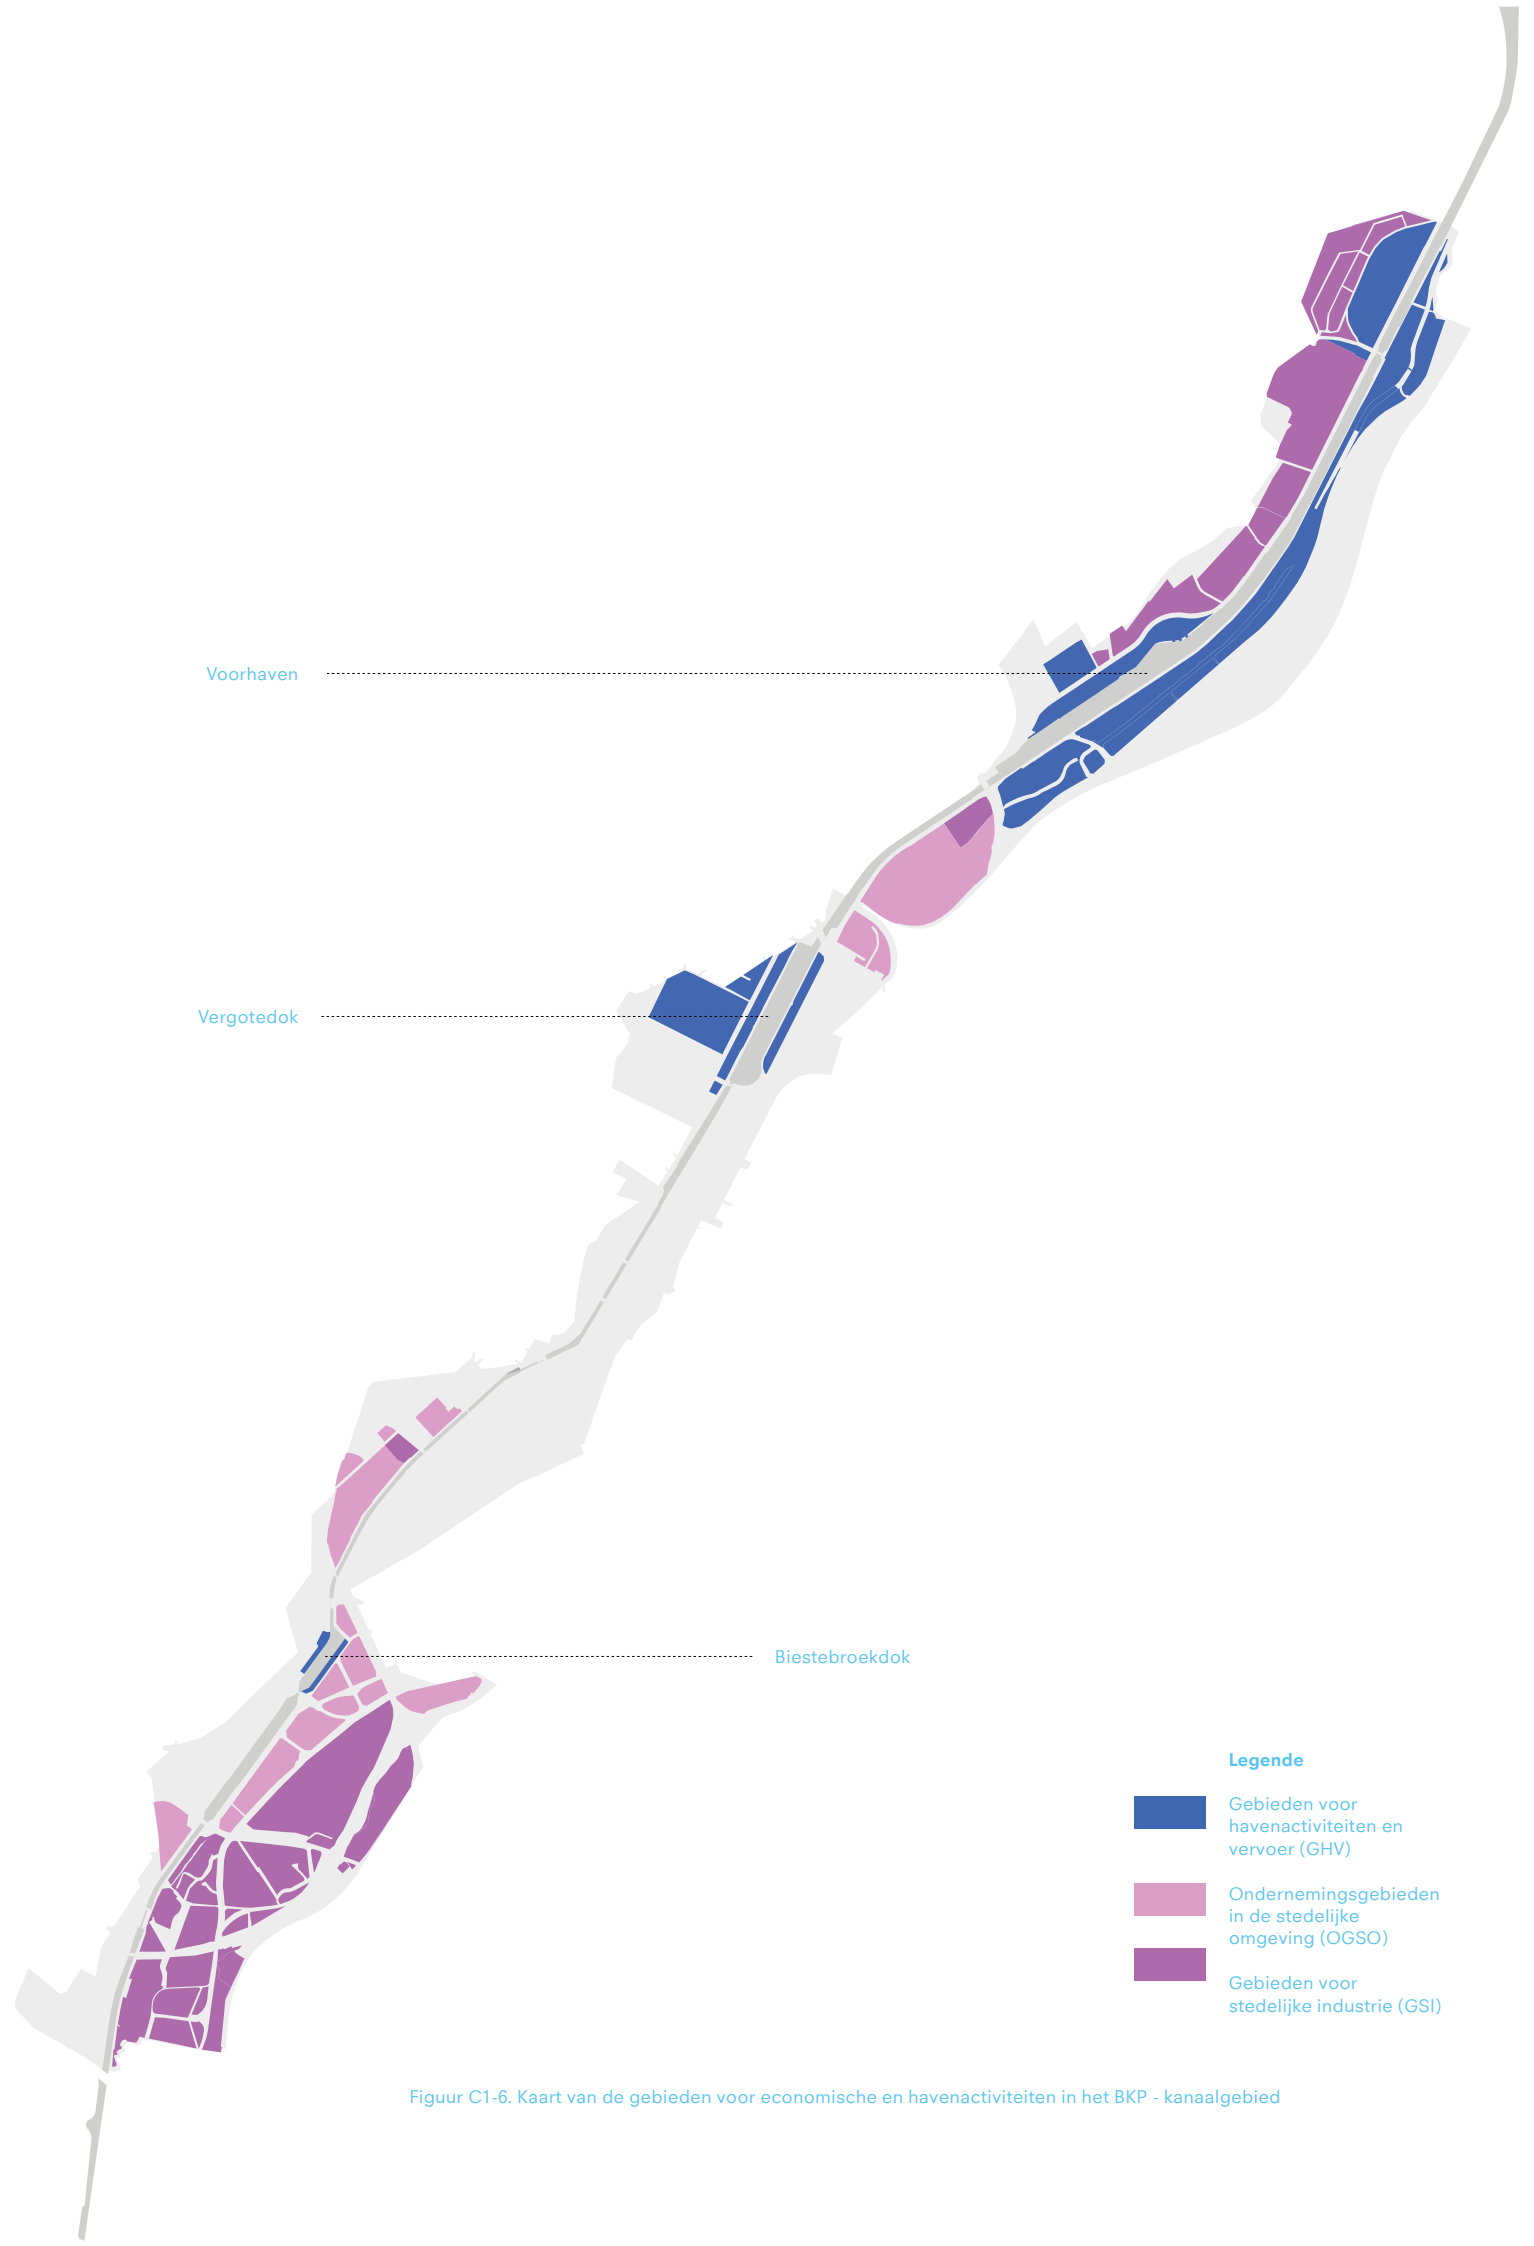 Voorhaven
Vergotedok
Biestebroekdok
Legende
Gebieden voor
havenactiviteiten en
vervoer (GHV)
Ondernemingsgebieden
in de stedelijke
omgeving (OGSO)
Gebieden voor
stedelijke industrie (GSI)
Figuur C1-6. Kaart van de gebieden voor economische en havenactiviteiten in het BKP - kanaalgebied